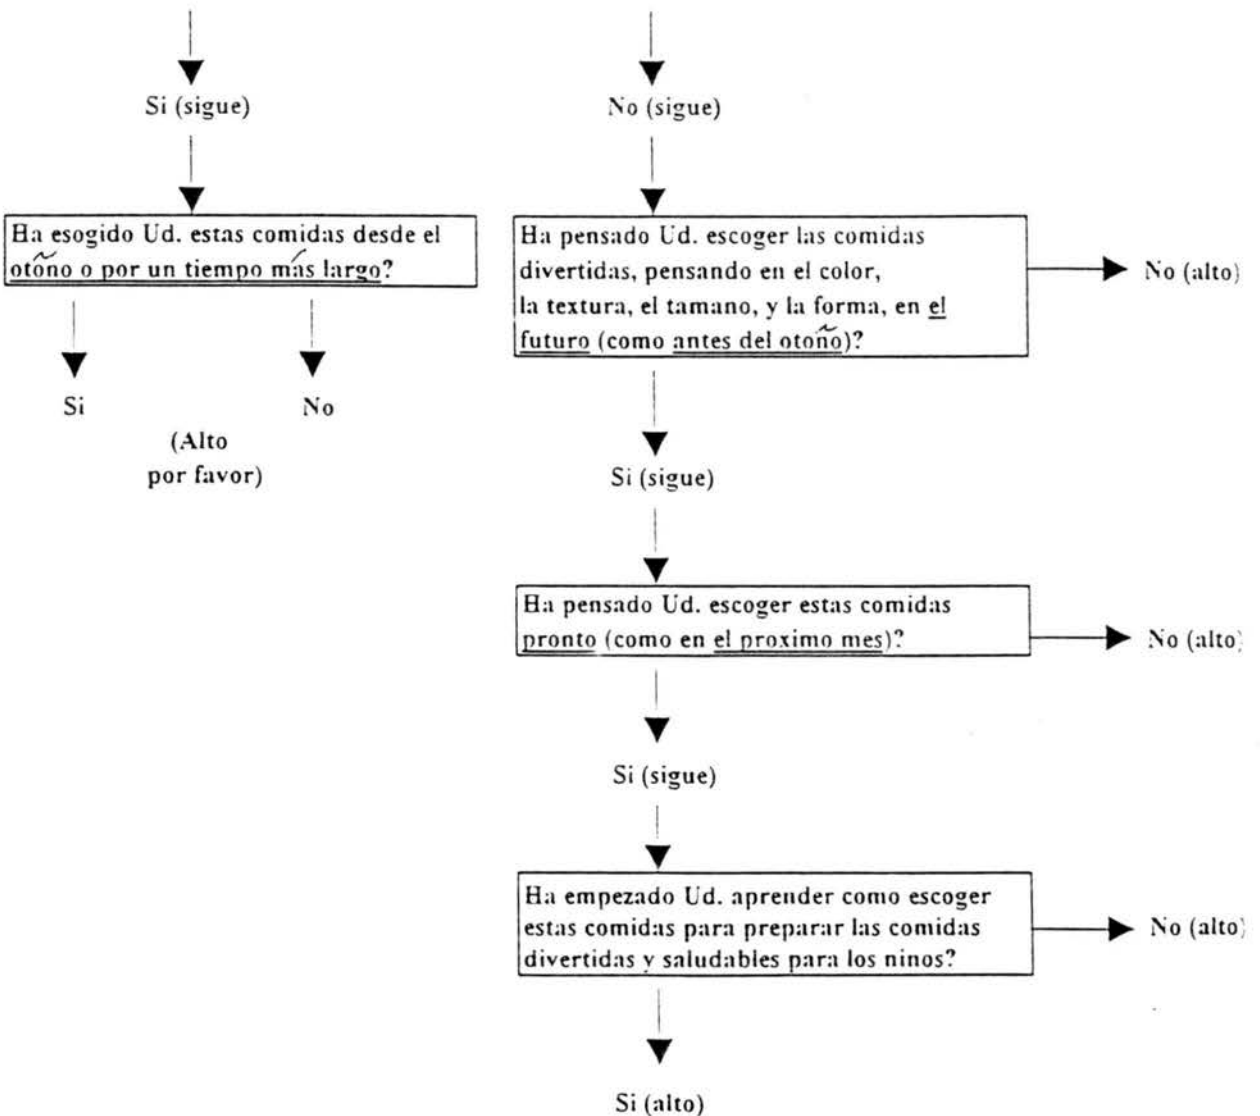 Si (sigue)
No (sigue)
Ha esogido Ud. estas comidas desde el
otoño o por un tiempo más largo?
Si
No
(Alto
por favor)
Ha pensado Ud. escoger las comidas
divertidas, pensando en el color,
la textura, el tamano, y la forma, en el
futuro (como antes del otoño)?
No (alto)
Si (sigue)
Ha pensado Ud. escoger estas comidas
pronto (como en el proximo mes)?
No (alto)
Si (sigue)
Ha empezado Ud. aprender como escoger
estas comidas para preparar las comidas
divertidas y saludables para los ninos?
No (alto)
Si (alto)